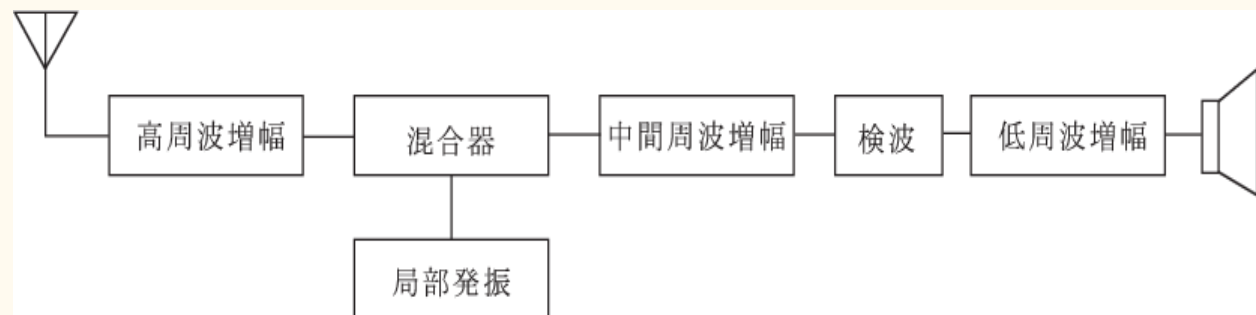 高周波増幅
混合器
中間周波増幅
検波
低周波増幅
局部発振